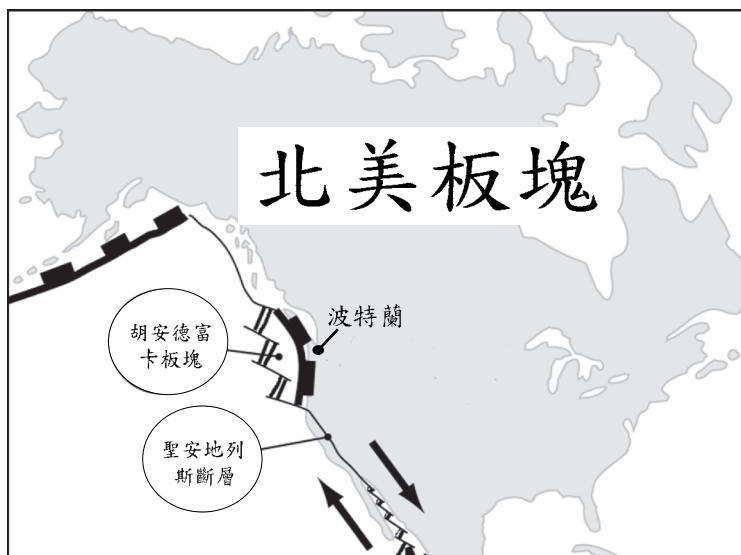 北美板塊
波特蘭
胡安德富
卡板塊
聖安地列
斯斷層